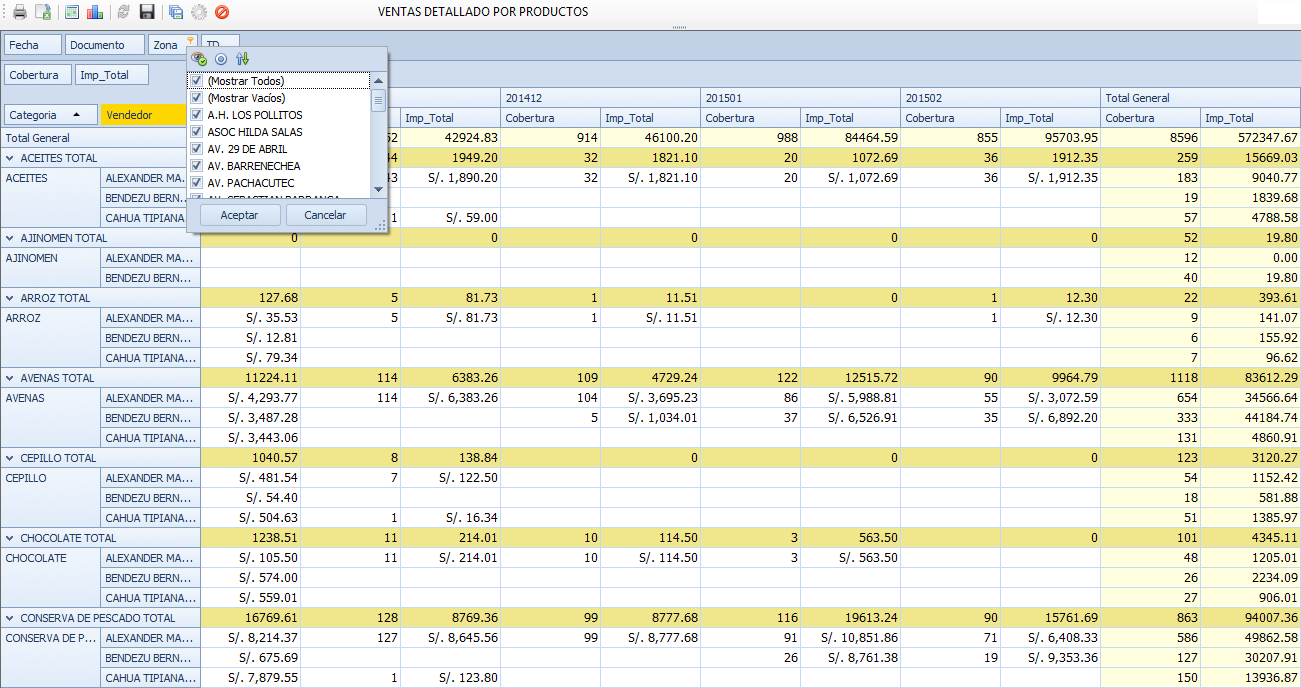 VENTAS DETALLADO POR PRODUCTOS
Fecha Documento Zona
Cobertura Imp_Total
(Mostrar Todos)
(Mostrar Vacíos)
A.H. LOS POLLITOS
ASOC HILDA SALAS
AV. 29 DE ABRIL
AV. BARRENECHEA
AV. PACHACUTEC
Aceptar Cancelar
201412 201501 201502 Total General
Categoria Vendedor Imp_Total Cobertura Imp_Total Cobertura Imp_Total Cobertura Imp_Total Cobertura Imp_Total
Total General 42924.83 914 46100.20 988 84464.59 855 95703.95 8596 572347.67
ACEITES TOTAL 1949.20 32 1821.10 20 1072.69 36 1912.35 259 15669.03
ACEITES ALEXANDER MA... S/. 1,890.20 32 S/. 1,821.10 20 S/. 1,072.69 36 S/. 1,912.35 183 9040.77
BENDEZU BERN... 19 1839.68
CAHUA TIPIANA... 1 S/. 59.00 57 4788.58
AJINOMEN TOTAL 0 0 0 0 0 52 19.80
AJINOMEN ALEXANDER MA... 12 0.00
BENDEZU BERN... 40 19.80
ARROZ TOTAL 127.68 5 81.73 1 11.51 0 1 12.30 22 393.61
ARROZ ALEXANDER MA... S/. 35.53 5 S/. 81.73 1 S/. 11.51 1 S/. 12.30 9 141.07
BENDEZU BERN... S/. 12.81 6 155.92
CAHUA TIPIANA... S/. 79.34 7 96.62
AVENAS TOTAL 11224.11 114 6383.26 109 4729.24 122 12515.72 90 9964.79 1118 83612.29
AVENAS ALEXANDER MA... S/. 4,293.77 114 S/. 6,383.26 104 S/. 3,695.23 86 S/. 5,988.81 55 S/. 3,072.59 654 34566.64
BENDEZU BERN... S/. 3,487.28 5 S/. 1,034.01 37 S/. 6,526.91 35 S/. 6,892.20 333 44184.74
CAHUA TIPIANA... S/. 3,443.06 131 4860.91
CEPILLO TOTAL 1040.57 8 138.84 0 0 0 123 3120.27
CEPILLO ALEXANDER MA... S/. 481.54 7 S/. 122.50 54 1152.42
BENDEZU BERN... S/. 54.40 18 581.88
CAHUA TIPIANA... S/. 504.63 1 S/. 16.34 51 1385.97
CHOCOLATE TOTAL 1238.51 11 214.01 10 114.50 3 563.50 0 101 4345.11
CHOCOLATE ALEXANDER MA... S/. 105.50 11 S/. 214.01 10 S/. 114.50 3 S/. 563.50 48 1205.01
BENDEZU BERN... S/. 574.00 26 2234.09
CAHUA TIPIANA... S/. 559.01 27 906.01
CONSERVA DE PESCADO TOTAL 16769.61 128 8769.36 99 8777.68 116 19613.24 90 15761.69 863 94007.36
CONSERVA DE P... ALEXANDER MA... S/. 8,214.37 127 S/. 8,645.56 99 S/. 8,777.68 91 S/. 10,851.86 71 S/. 6,408.33 586 49862.58
BENDEZU BERN... S/. 675.69 26 S/. 8,761.38 19 S/. 9,353.36 127 30207.91
CAHUA TIPIANA... S/. 7,879.55 1 S/. 123.80 150 13936.87